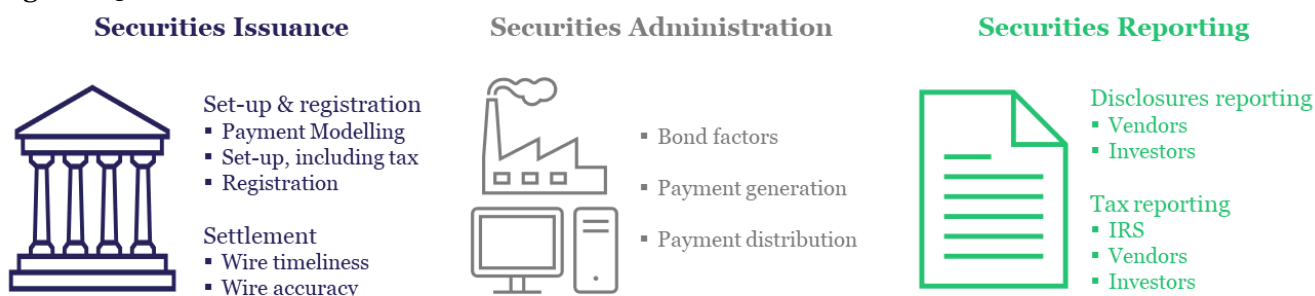 Securities Issuance
Set-up & registration
▪ Payment Modelling
▪ Set-up, including tax
▪ Registration
Settlement
▪ Wire timeliness
▪ Wire accuracy
Securities Administration
▪ Bond factors
▪ Payment generation
▪ Payment distribution
Securities Reporting
Disclosures reporting
▪ Vendors
▪ Investors
Tax reporting
▪ IRS
▪ Vendors
▪ Investors